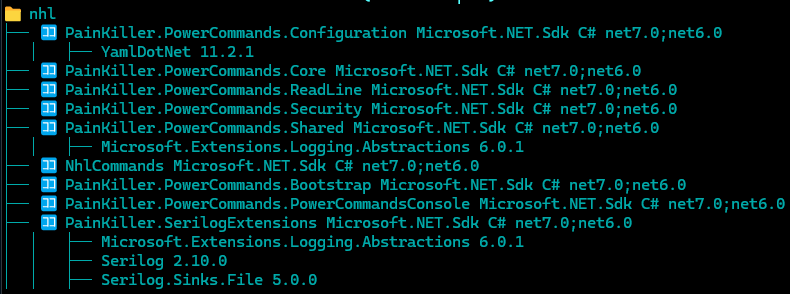 nhl
PainKiller.PowerCommands.Configuration Microsoft.NET.Sdk C# net7.0;net6.0
YamlDotNet 11.2.1
PainKiller.PowerCommands.Core Microsoft.NET.Sdk C# net7.0;net6.0
PainKiller.PowerCommands.ReadLine Microsoft.NET.Sdk C# net7.0;net6.0
PainKiller.PowerCommands.Security Microsoft.NET.Sdk C# net7.0;net6.0
PainKiller.PowerCommands.Shared Microsoft.NET.Sdk C# net7.0;net6.0
Microsoft.Extensions.Logging.Abstractions 6.0.1
NhlCommands Microsoft.NET.Sdk C# net7.0;net6.0
PainKiller.PowerCommands.Bootstrap Microsoft.NET.Sdk C# net7.0;net6.0
PainKiller.PowerCommands.PowerCommandsConsole Microsoft.NET.Sdk C# net7.0;net6.0
PainKiller.SerilogExtensions Microsoft.NET.Sdk C# net7.0;net6.0
Microsoft.Extensions.Logging.Abstractions 6.0.1
Serilog 2.10.0
Serilog.Sinks.File 5.0.0